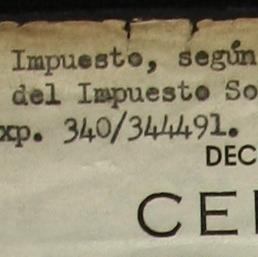 Impuesto, según
del Impuesto So
xp. 340/344491.
DEC
CE